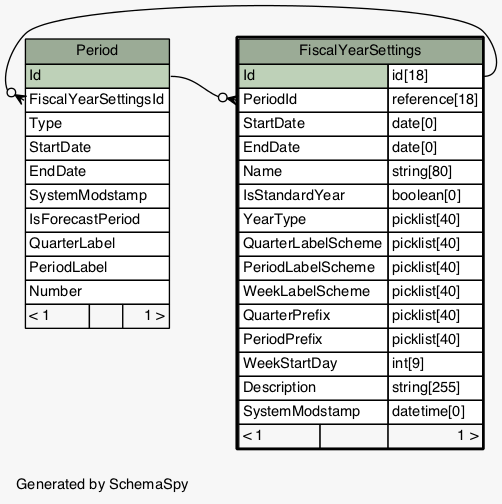 Period
Id
FiscalYearSettingsId
Type
StartDate
EndDate
SystemModstamp
IsForecastPeriod
QuarterLabel
PeriodLabel
Number
< 1 1 >
FiscalYearSettings
Id id[18]
PeriodId reference[18]
StartDate date[0]
EndDate date[0]
Name string[80]
IsStandardYear boolean[0]
YearType picklist[40]
QuarterLabelScheme picklist[40]
PeriodLabelScheme picklist[40]
WeekLabelScheme picklist[40]
QuarterPrefix picklist[40]
PeriodPrefix picklist[40]
WeekStartDay int[9]
Description string[255]
SystemModstamp datetime[0]
< 1 1 >
Generated by SchemaSpy